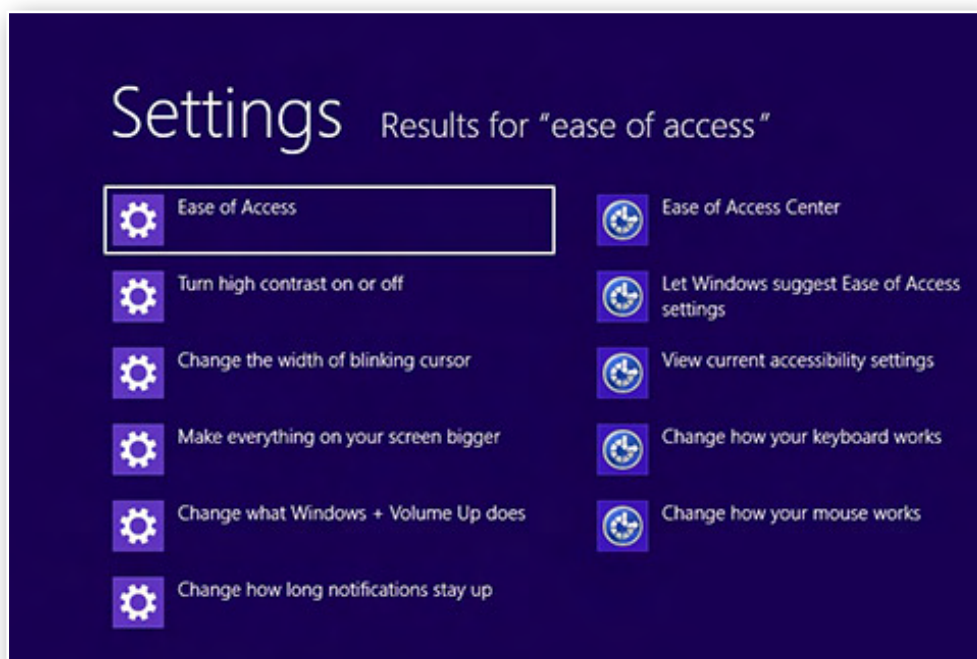 Settings Results for "ease of access"
Ease of Access
Turn high contrast on or off
Change the width of blinking cursor
Make everything on your screen bigger
Change what Windows + Volume Up does
Change how long notifications stay up
Ease of Access Center
Let Windows suggest Ease of Access
settings
View current accessibility settings
Change how your keyboard works
Change how your mouse works